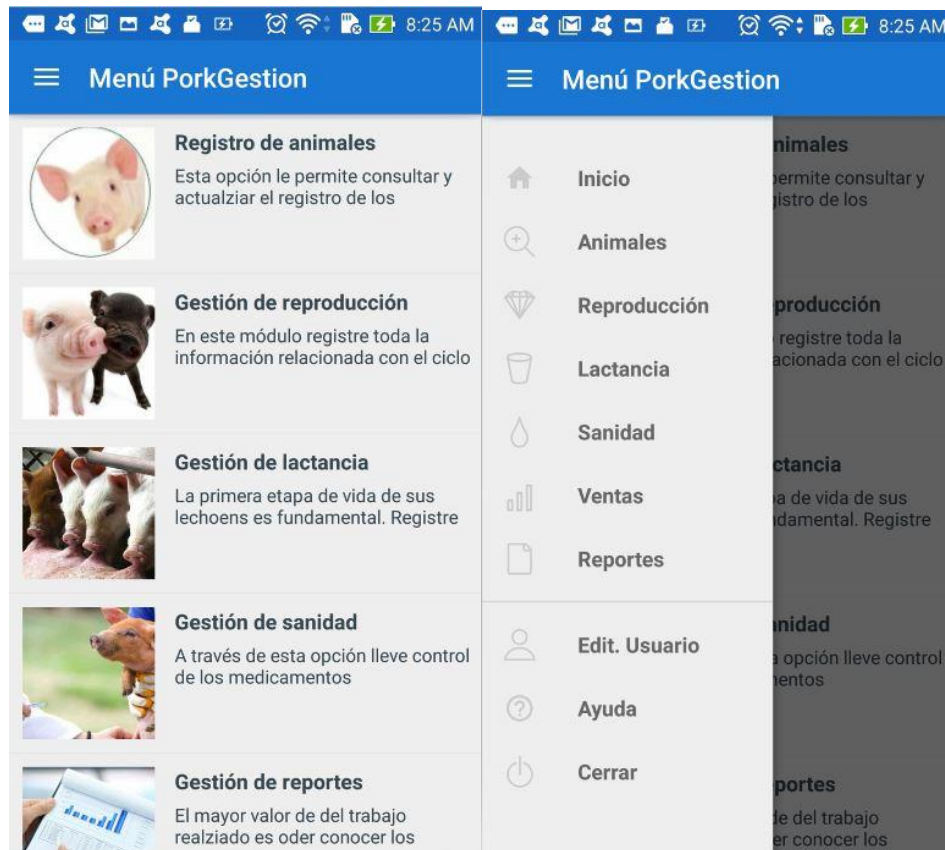 8:25 AM
Menú PorkGestion
Registro de animales
Esta opción le permite consultar y
actualziar el registro de los
Gestión de reproducción
En este módulo registre toda la
información relacionada con el ciclo
Gestión de lactancia
La primera etapa de vida de sus
lechoens es fundamental. Registre
Gestión de sanidad
A través de esta opción lleve control
de los medicamentos
Gestión de reportes
El mayor valor de del trabajo
realziado es oder conocer los
8:25 AM
Menú PorkGestion
Inicio
Animales
Reproducción
Lactancia
Sanidad
Ventas
Reportes
Edit. Usuario
Ayuda
Cerrar
nimales
permite consultar y
gistro de los
eproducción
registre toda la
acionada con el ciclo
actancia
a de vida de sus
damental. Registre
anidad
a opción lleve control
mentos
portes
de del trabajo
er conocer los